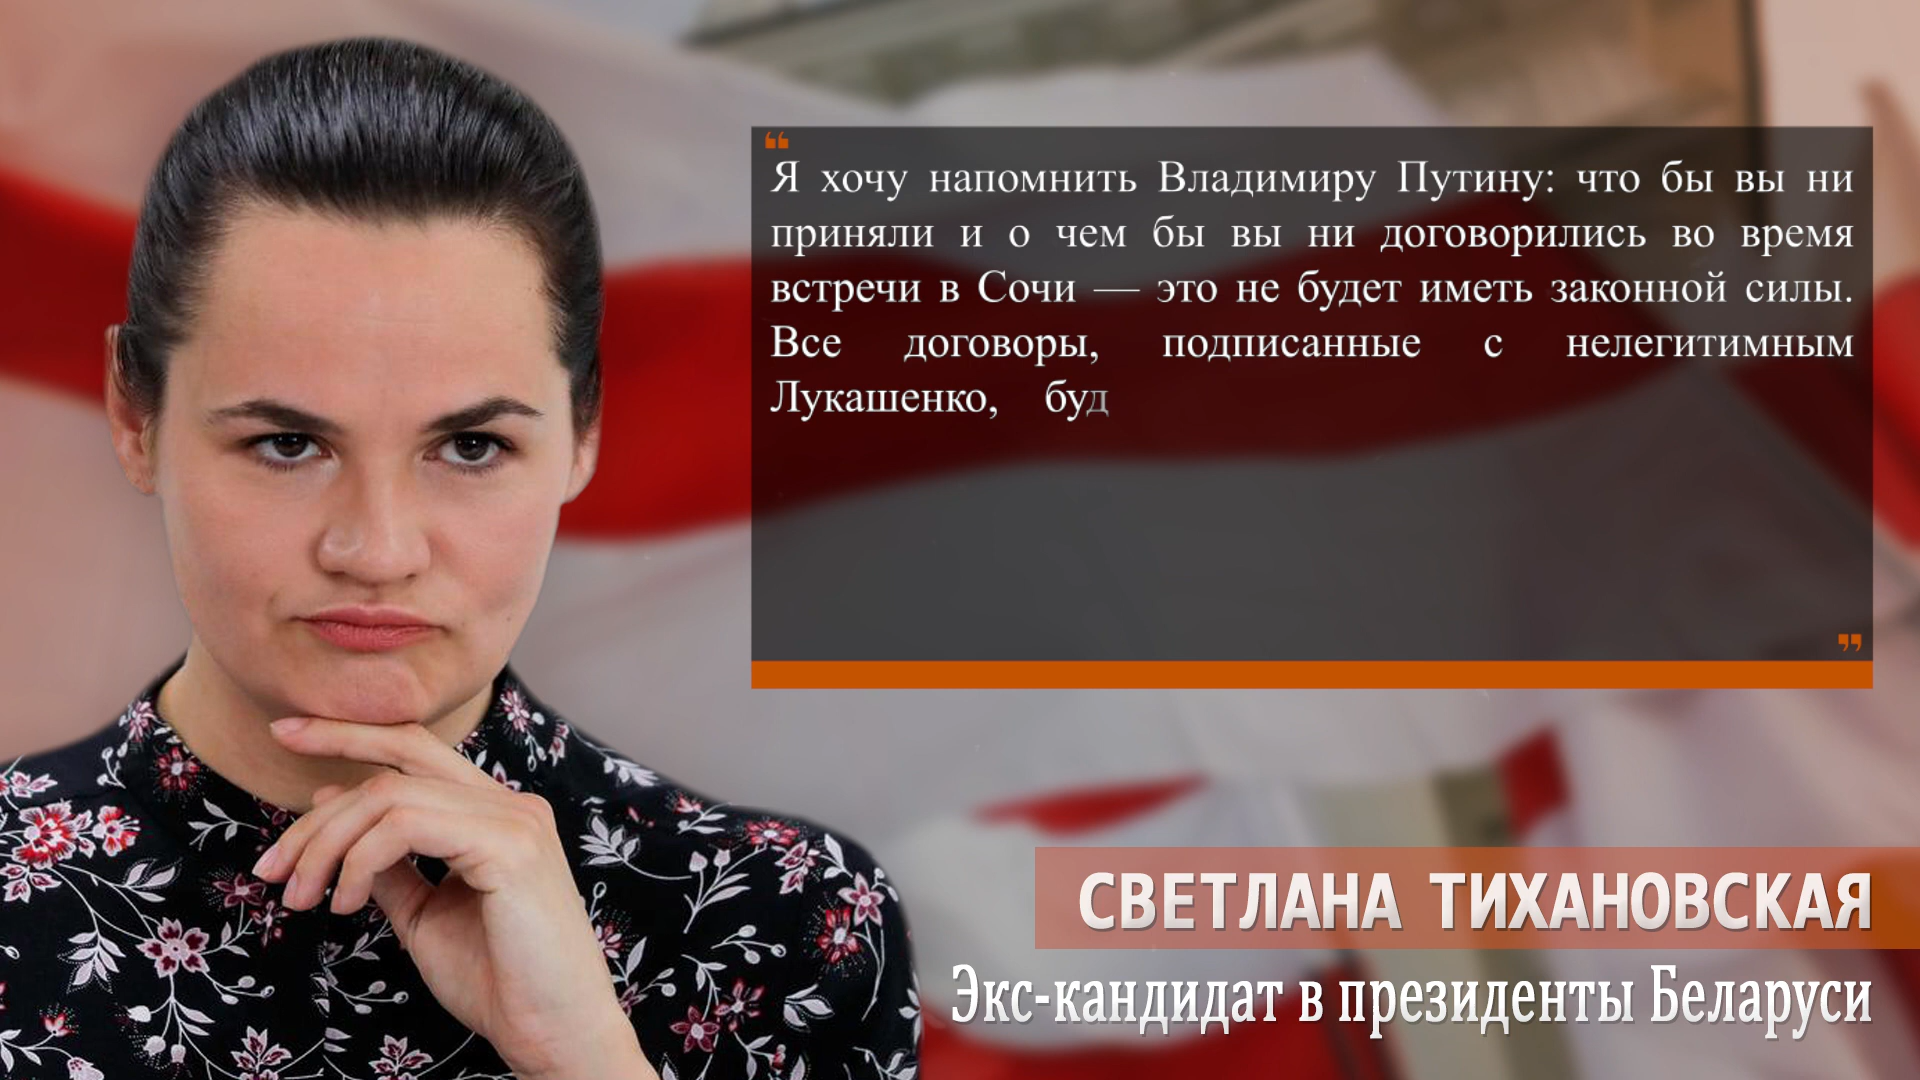 ❝
Я хочу напомнить Владимиру Путину: что бы вы ни
приняли и о чем бы вы ни договорились во время
встречи в Сочи — это не будет иметь законной силы.
Все договоры, подписанные с нелегитимным
Лукашенко, буд
❞
СВЕТЛАНА ТИХАНОВСКАЯ
Экс-кандидат в президенты Беларуси